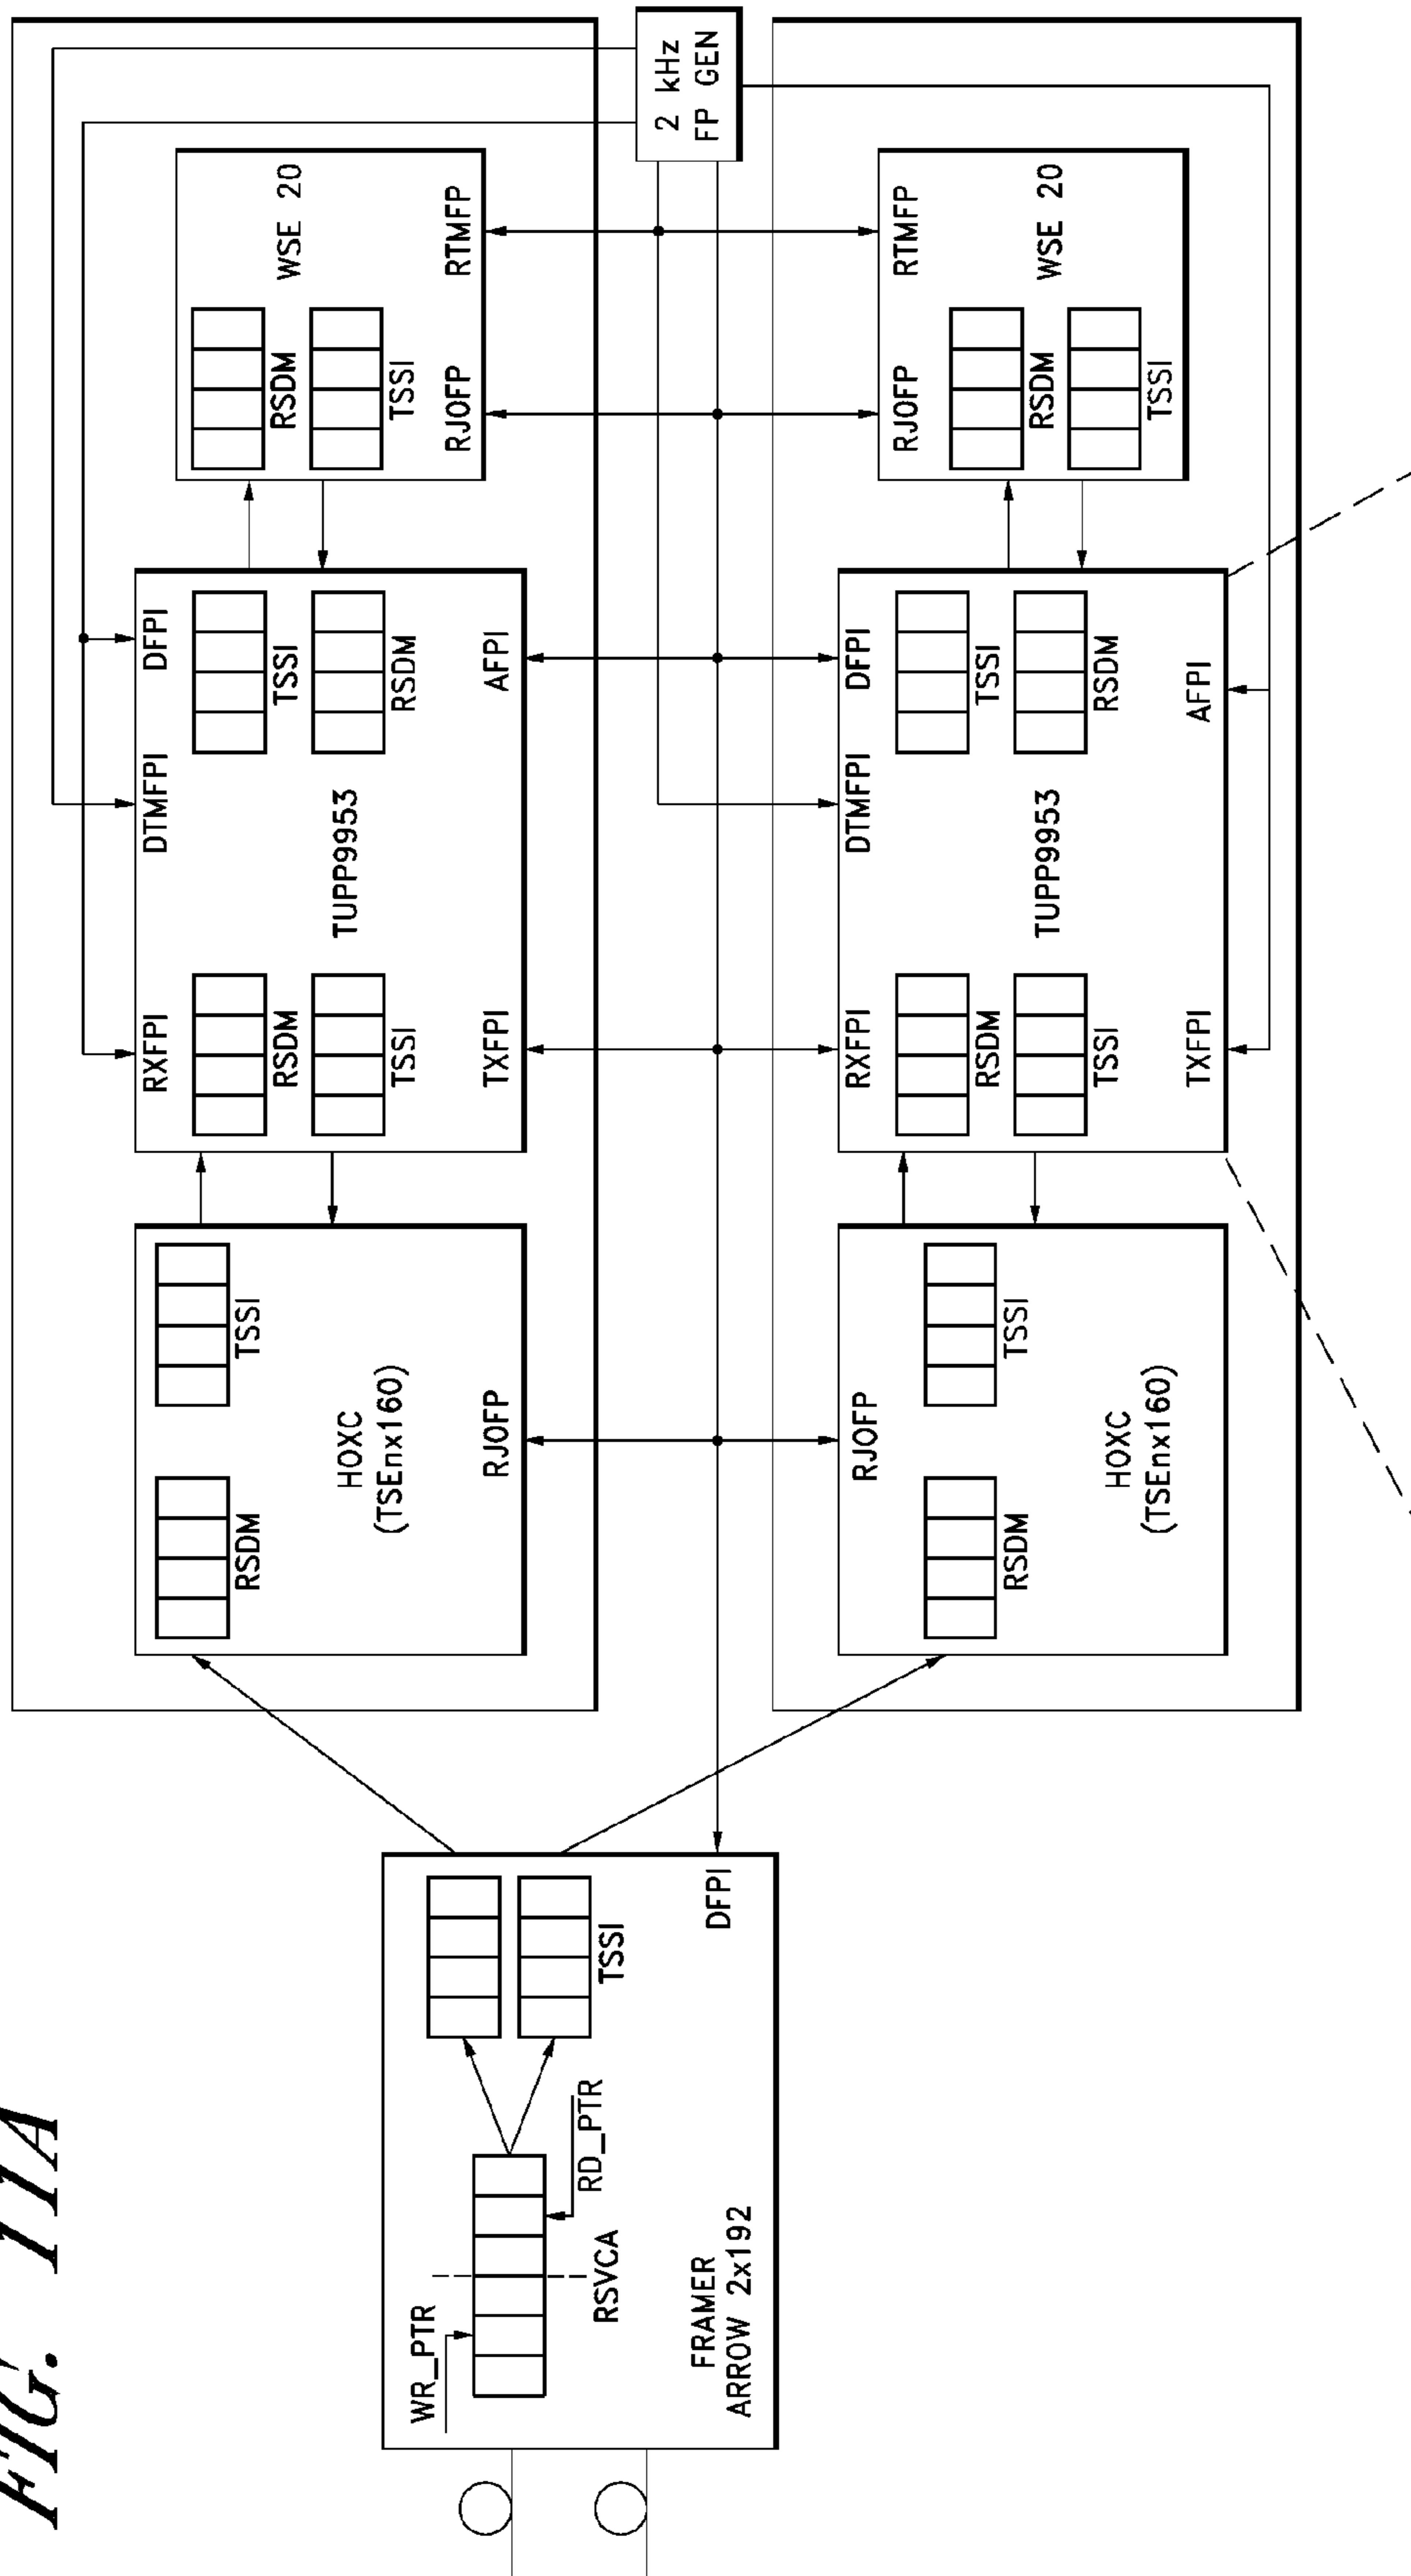 FIG. 11A
WR_PTR
RD_PTR
RSVCA
TSSI
FRAMER
ARROW 2x192
DFPI
RSDM
TSSI
HOXC
(TSEnx160)
RJOFP
RXFPI
DTMFPI
DFPI
RSDM
TSSI
TSSI
RSDM
TUPP9953
TXFPI
AFPI
RSDM
TSSI
WSE 20
RJOFP
RTMFP
2 kHz
FP GEN
RJOFP
RSDM
TSSI
HOXC
(TSEnx160)
RXFPI
DTMFPI
DFPI
RSDM
TSSI
TSSI
RSDM
TUPP9953
TXFPI
AFPI
RJOFP
RTMFP
RSDM
TSSI
WSE 20